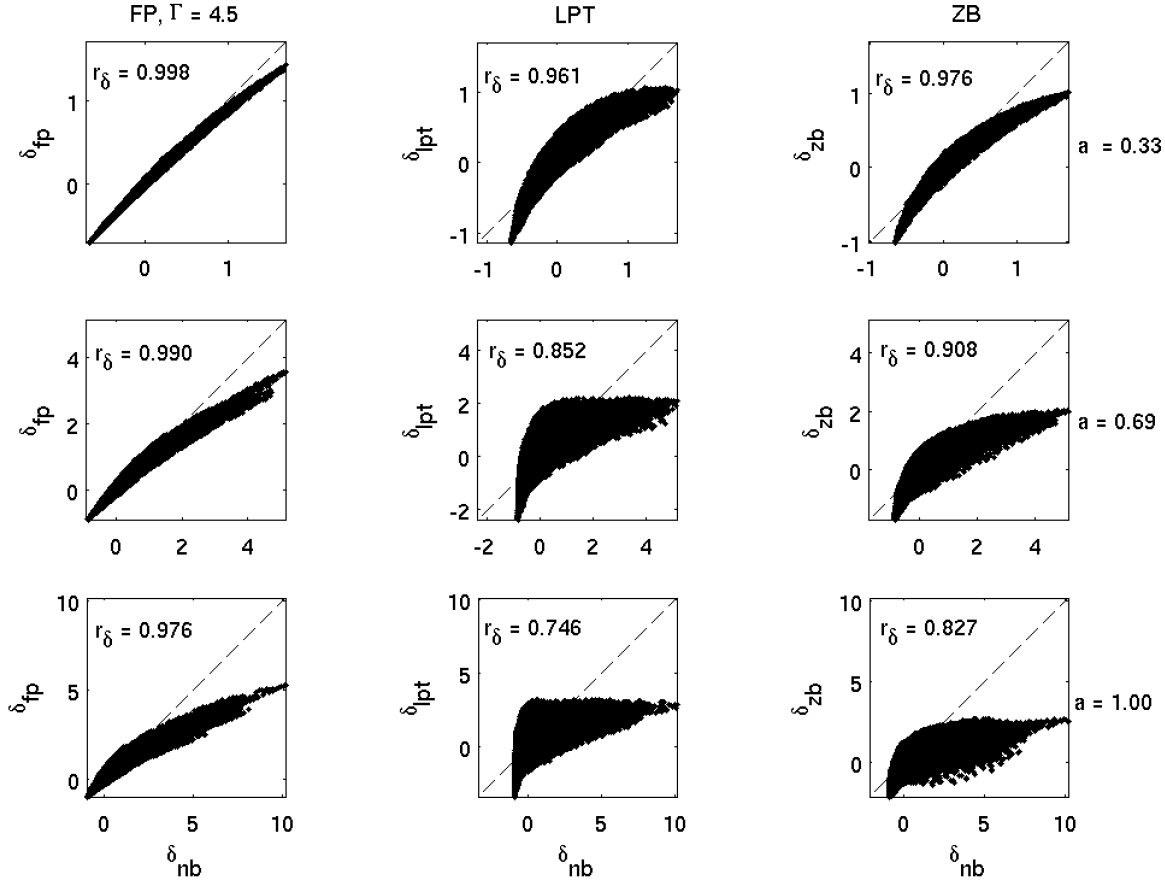 FP, Γ = 4.5
LPT
ZB
r_δ = 0.998
1
0
δ_fp
0 1
r_δ = 0.961
1
0
-1
δ_lpt
-1 0 1
r_δ = 0.976
1
0
-1
δ_zb
-1 0 1
a = 0.33
r_δ = 0.990
4
2
0
δ_fp
0 2 4
r_δ = 0.852
4
2
0
-2
δ_lpt
-2 0 2 4
r_δ = 0.908
4
2
0
δ_zb
0 2 4
a = 0.69
r_δ = 0.976
10
5
0
δ_fp
0 5 10
δ_nb
r_δ = 0.746
10
5
0
δ_lpt
0 5 10
δ_nb
r_δ = 0.827
10
5
0
δ_zb
0 5 10
δ_nb
a = 1.00